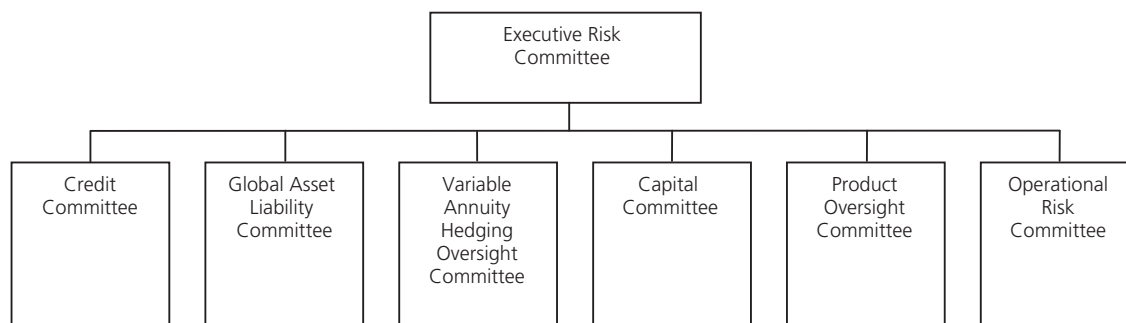 Executive Risk
Committee
Credit
Committee
Global Asset
Liability
Committee
Variable
Annuity
Hedging
Oversight
Committee
Capital
Committee
Product
Oversight
Committee
Operational
Risk
Committee